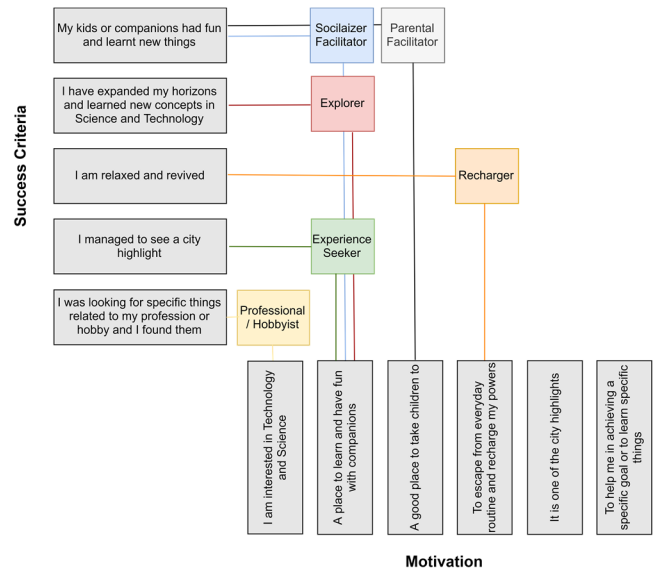 My kids or companions had fun
and learnt new things
Socilaizer
Facilitator
Parental
Facilitator
I have expanded my horizons
and learned new concepts in
Science and Technology
Explorer
Success Criteria
I am relaxed and revived
Recharger
I managed to see a city
highlight
Experience
Seeker
I was looking for specific things
related to my profession or
hobby and I found them
Professional
/ Hobbyist
I am interested in Technology
and Science
A place to learn and have fun
with companions
A good place to take children to
To escape from everyday
routine and recharge my powers
It is one of the city highlights
To help me in achieving a
specific goal or to learn specific
things
Motivation